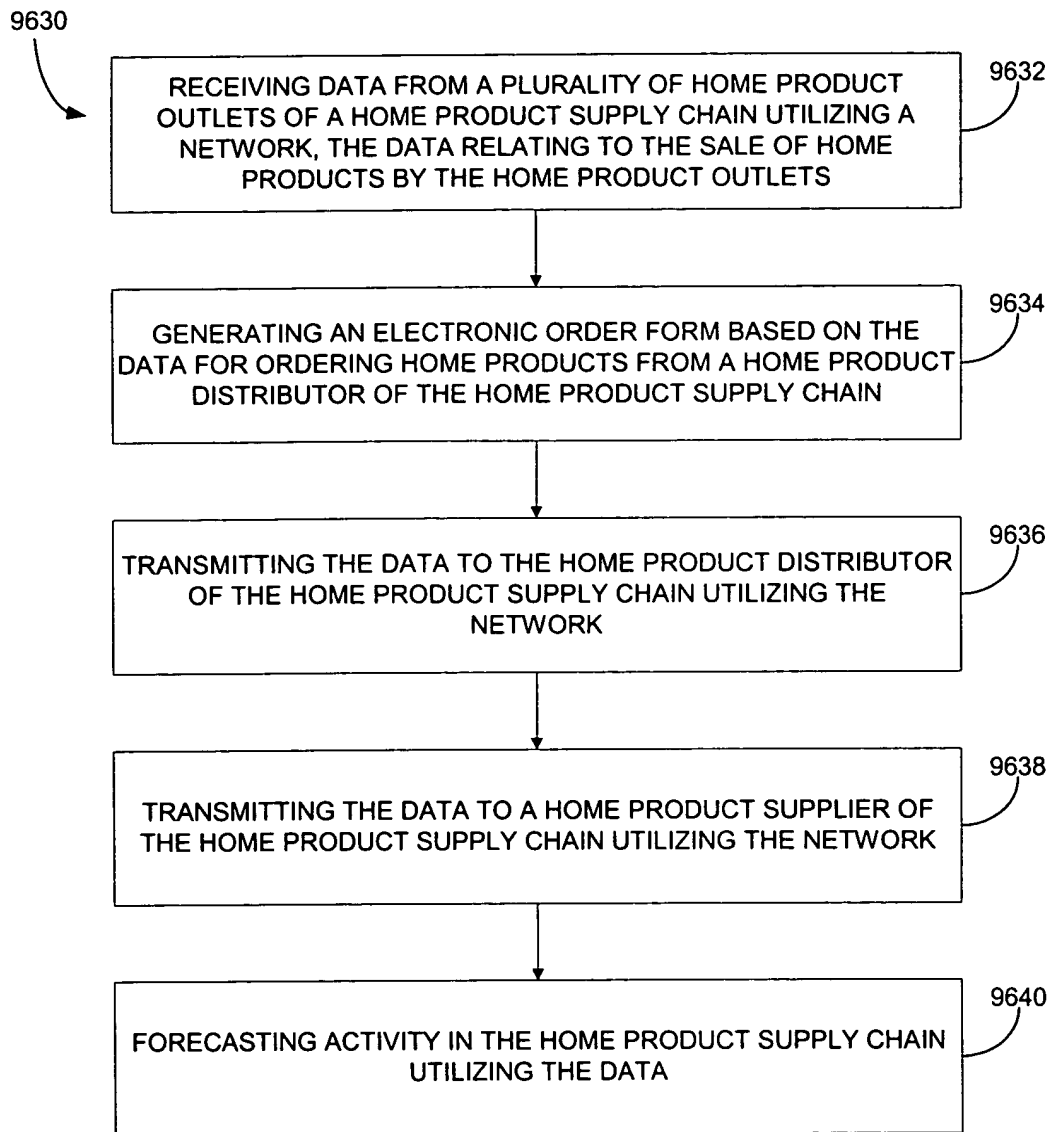 9630
9632
RECEIVING DATA FROM A PLURALITY OF HOME PRODUCT
OUTLETS OF A HOME PRODUCT SUPPLY CHAIN UTILIZING A
NETWORK, THE DATA RELATING TO THE SALE OF HOME
PRODUCTS BY THE HOME PRODUCT OUTLETS
9634
GENERATING AN ELECTRONIC ORDER FORM BASED ON THE
DATA FOR ORDERING HOME PRODUCTS FROM A HOME PRODUCT
DISTRIBUTOR OF THE HOME PRODUCT SUPPLY CHAIN
9636
TRANSMITTING THE DATA TO THE HOME PRODUCT DISTRIBUTOR
OF THE HOME PRODUCT SUPPLY CHAIN UTILIZING THE
NETWORK
9638
TRANSMITTING THE DATA TO A HOME PRODUCT SUPPLIER OF
THE HOME PRODUCT SUPPLY CHAIN UTILIZING THE NETWORK
9640
FORECASTING ACTIVITY IN THE HOME PRODUCT SUPPLY CHAIN
UTILIZING THE DATA